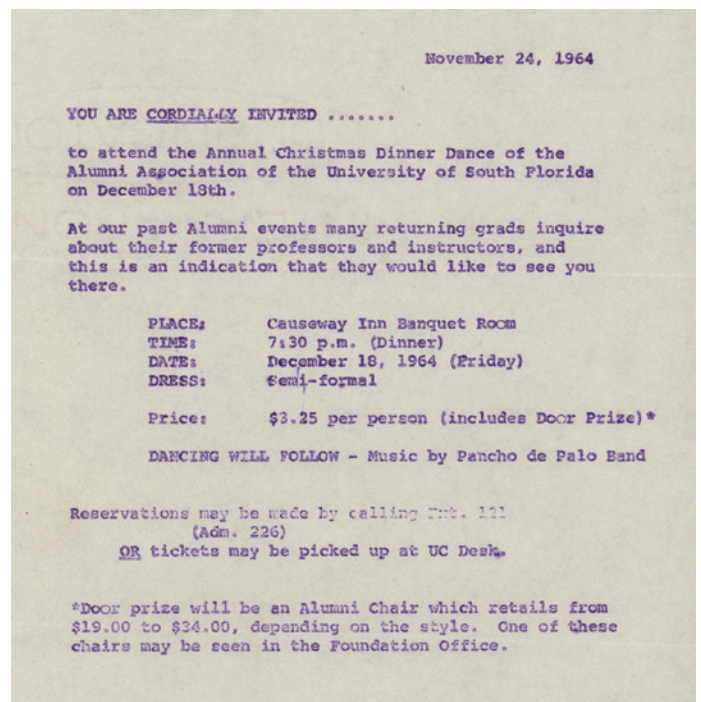 November 24, 1964
YOU ARE CORDIALLY INVITED .......
to attend the Annual Christmas Dinner Dance of the
Alumni Association of the University of South Florida
on December 18th.
At our past Alumni events many returning grads inquire
about their former professors and instructors, and
this is an indication that they would like to see you
there.
PLACE: Causeway Inn Banquet Room
TIME: 7:30 p.m. (Dinner)
DATE: December 18, 1964 (Friday)
DRESS: Semi-formal
Price: $3.25 per person (includes Door Prize)*
DANCING WILL FOLLOW - Music by Pancho de Palo Band
Reservations may be made by calling
(Adm. 226)
OR tickets may be picked up at UC Desk.
*Door prize will be an Alumni Chair which retails from
$19.00 to $34.00, depending on the style. One of these
chairs may be seen in the Foundation Office.